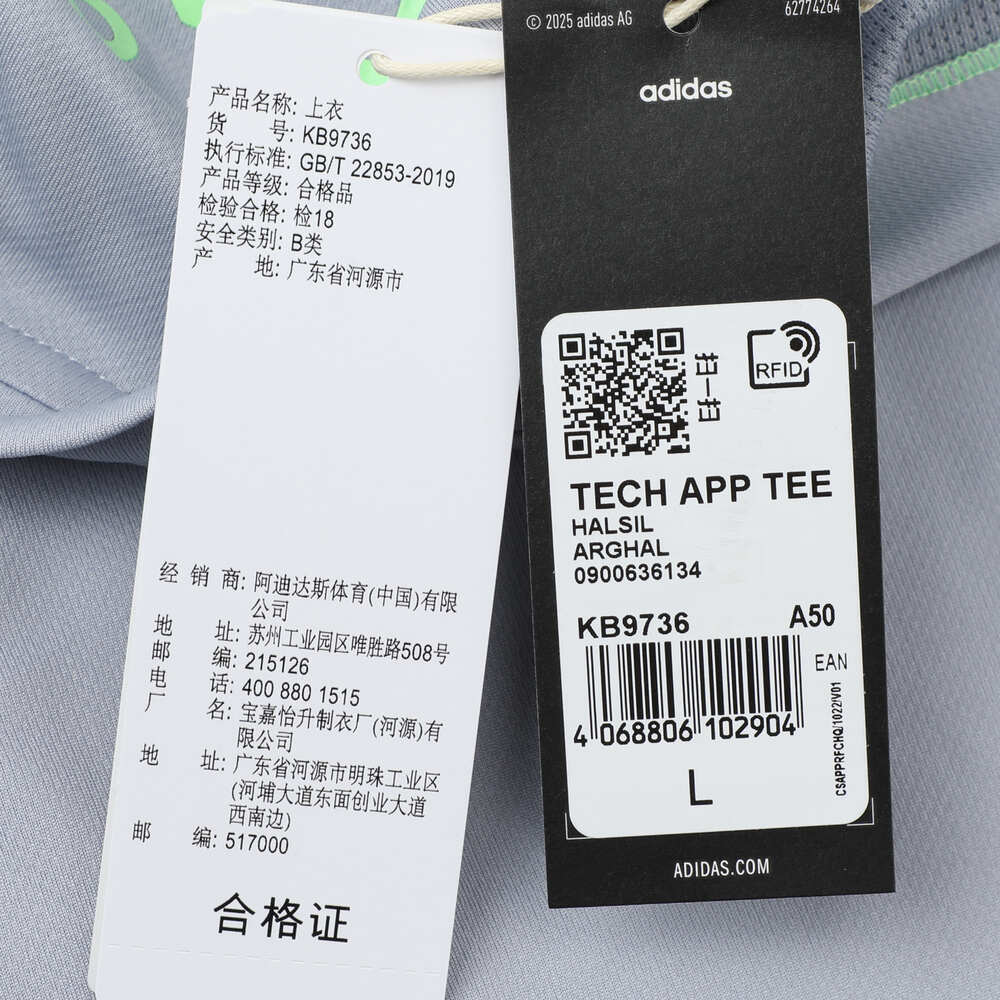 产品名称: 上衣
货 号: KB9736
执行标准: GB/T 22853-2019
产品等级: 合格品
检验合格: 检18
安全类别: B类
产 地: 广东省河源市
经 销 商: 阿迪达斯体育(中国)有限
公司
地 址: 苏州工业园区唯胜路508号
邮 编: 215126
电 话: 400 880 1515
厂 名: 宝嘉怡升制衣厂(河源)有
限公司
地 址: 广东省河源市明珠工业区
(河埔大道东面创业大道
西南边)
邮 编: 517000
合格证
© 2025 adidas AG
62774264
adidas
扫一扫
RFID
TECH APP TEE
HALSIL
ARGHAL
0900636134
KB9736 A50
EAN
4 068806 102904
CSAPPRFCHQ/1022/V01
L
ADIDAS.COM